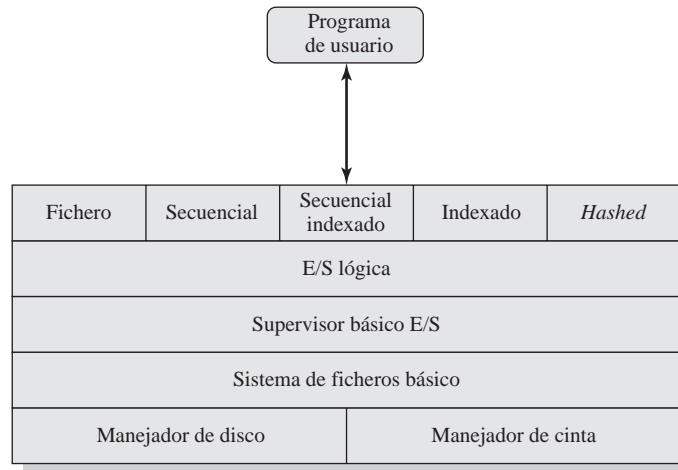 Programa
de usuario
Fichero
Secuencial
Secuencial
indexado
Indexado
Hashed
E/S lógica
Supervisor básico E/S
Sistema de ficheros básico
Manejador de disco
Manejador de cinta